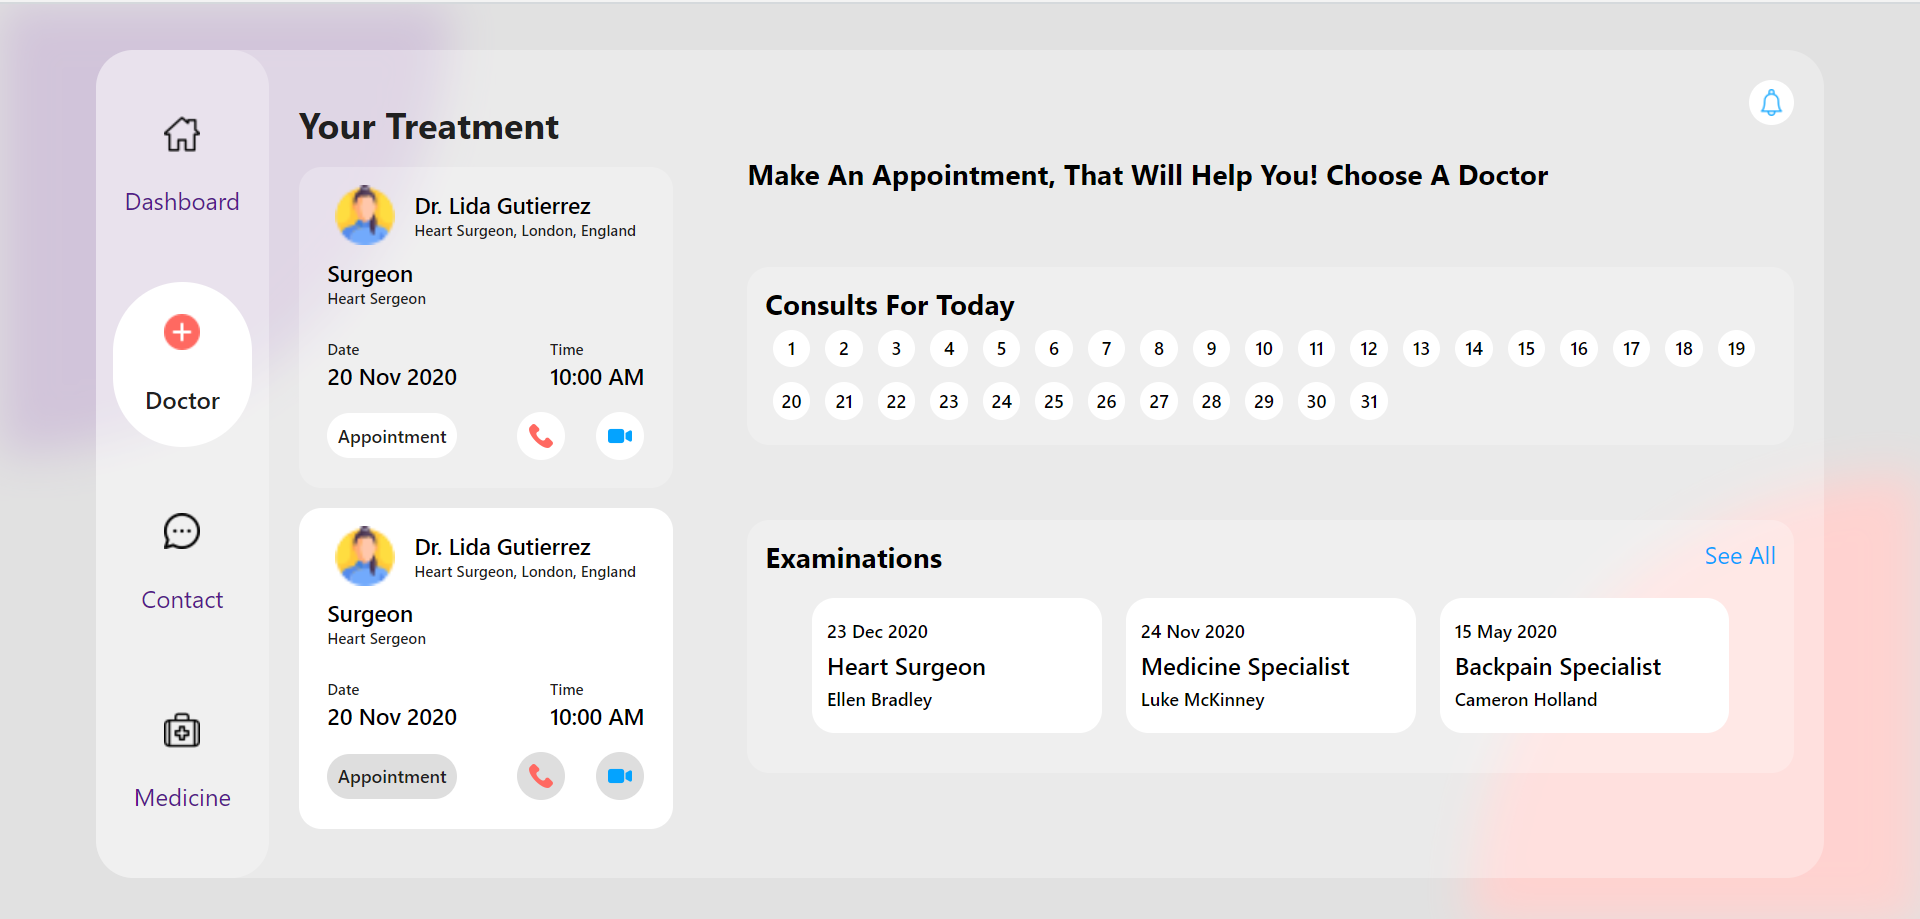 Dashboard
Doctor
Contact
Medicine
Your Treatment
Dr. Lida Gutierrez
Heart Surgeon, London, England
Surgeon
Heart Sergeon
Date Time
20 Nov 2020 10:00 AM
Appointment
Dr. Lida Gutierrez
Heart Surgeon, London, England
Surgeon
Heart Sergeon
Date Time
20 Nov 2020 10:00 AM
Appointment
Make An Appointment, That Will Help You! Choose A Doctor
Consults For Today
1 2 3 4 5 6 7 8 9 10 11 12 13 14 15 16 17 18 19
20 21 22 23 24 25 26 27 28 29 30 31
Examinations See All
23 Dec 2020
Heart Surgeon
Ellen Bradley
24 Nov 2020
Medicine Specialist
Luke McKinney
15 May 2020
Backpain Specialist
Cameron Holland